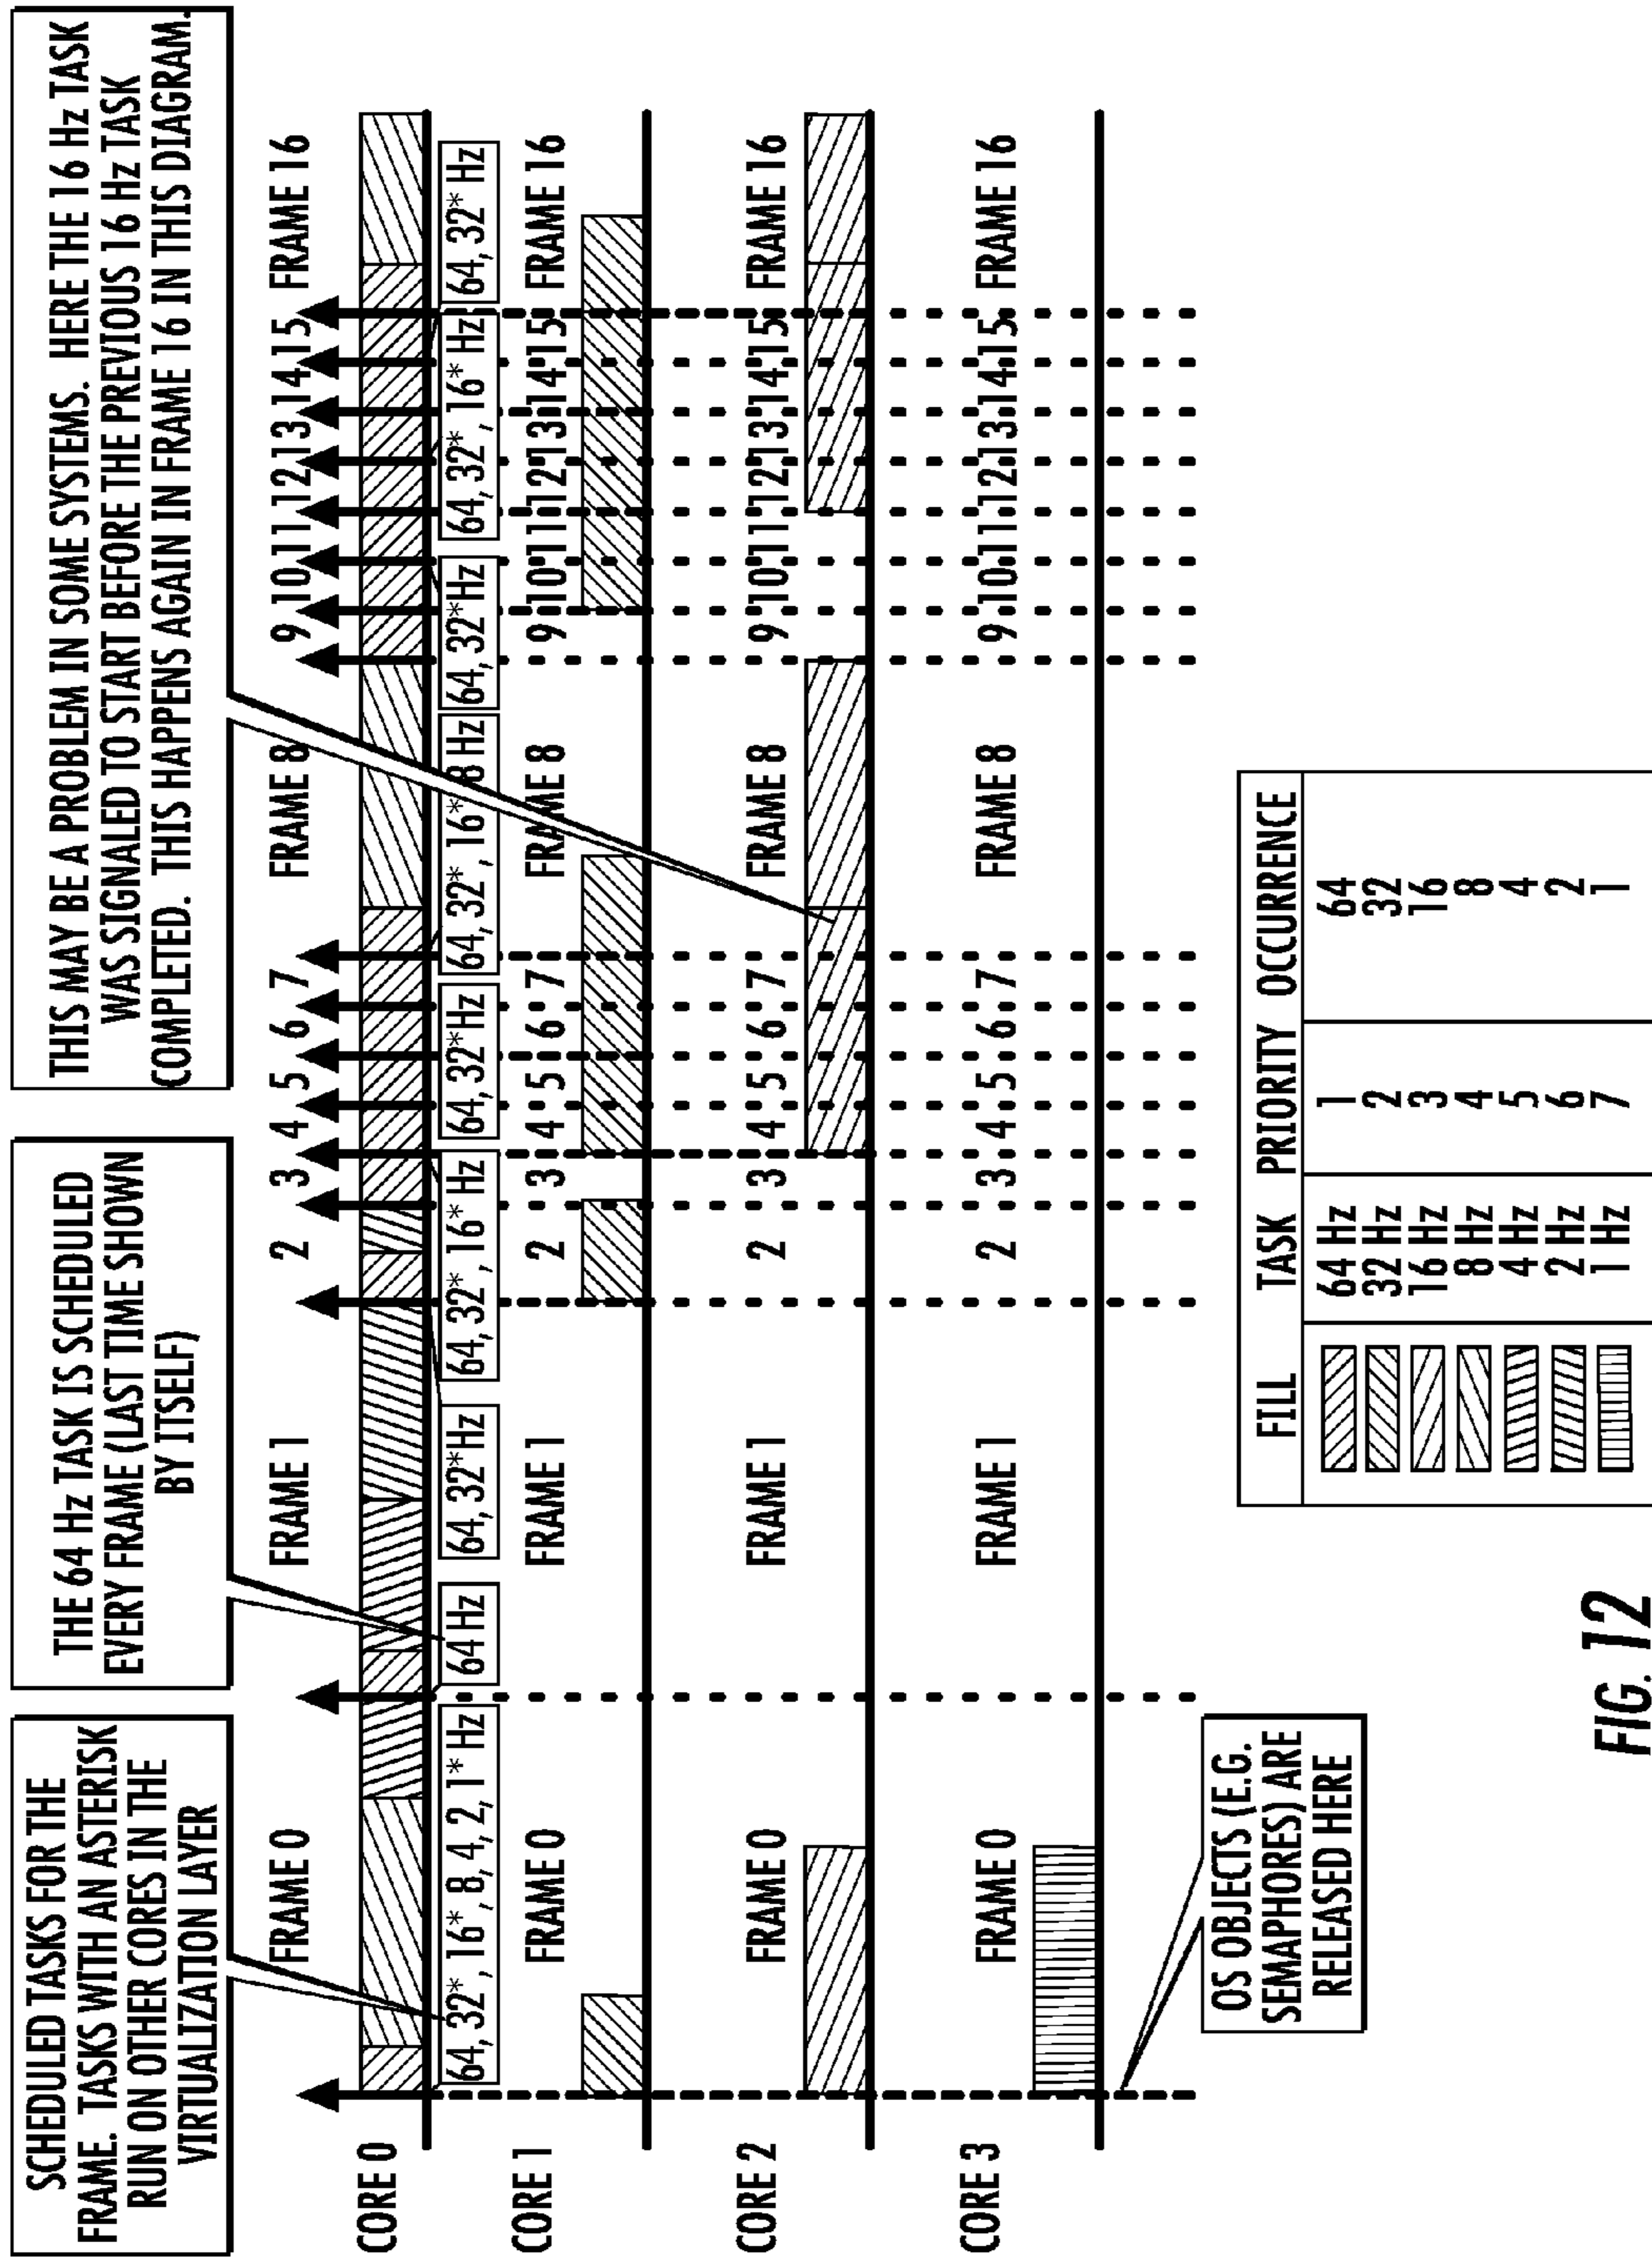 SCHEDULED TASKS FOR THE
FRAME. TASKS WITH AN ASTERISK
RUN ON OTHER CORES IN THE
VIRTUALIZATION LAYER
THE 64 Hz TASK IS SCHEDULED
EVERY FRAME (LAST TIME SHOWN
BY ITSELF)
THIS MAY BE A PROBLEM IN SOME SYSTEMS. HERE THE 16 Hz TASK
WAS SIGNALED TO START BEFORE THE PREVIOUS 16 Hz TASK
COMPLETED. THIS HAPPENS AGAIN IN FRAME 16 IN THIS DIAGRAM.
FRAME 0 FRAME 1 2 3 4 5 6 7 FRAME 8 9 10 11 12 13 14 15 FRAME 16
CORE 0
64, 32*, 16*, 8, 4, 2, 1* Hz
64 Hz
64, 32* Hz
64, 32*, 16* Hz
64, 32* Hz
64, 32*, 16* 8 Hz
64, 32* Hz
64, 32*, 16* Hz
64, 32* Hz
CORE 1
FRAME 0 FRAME 1 2 3 4 5 6 7 FRAME 8 9 10 11 12 13 14 15 FRAME 16
CORE 2
FRAME 0 FRAME 1 2 3 4 5 6 7 FRAME 8 9 10 11 12 13 14 15 FRAME 16
CORE 3
FRAME 0 FRAME 1 2 3 4 5 6 7 FRAME 8 9 10 11 12 13 14 15 FRAME 16
OS OBJECTS (E.G.
SEMAPHORES) ARE
RELEASED HERE
FILL TASK PRIORITY OCCURRENCE
64 Hz 1 64
32 Hz 2 32
16 Hz 3 16
8 Hz 4 8
4 Hz 5 4
2 Hz 6 2
1 Hz 7 1
FIG. 12